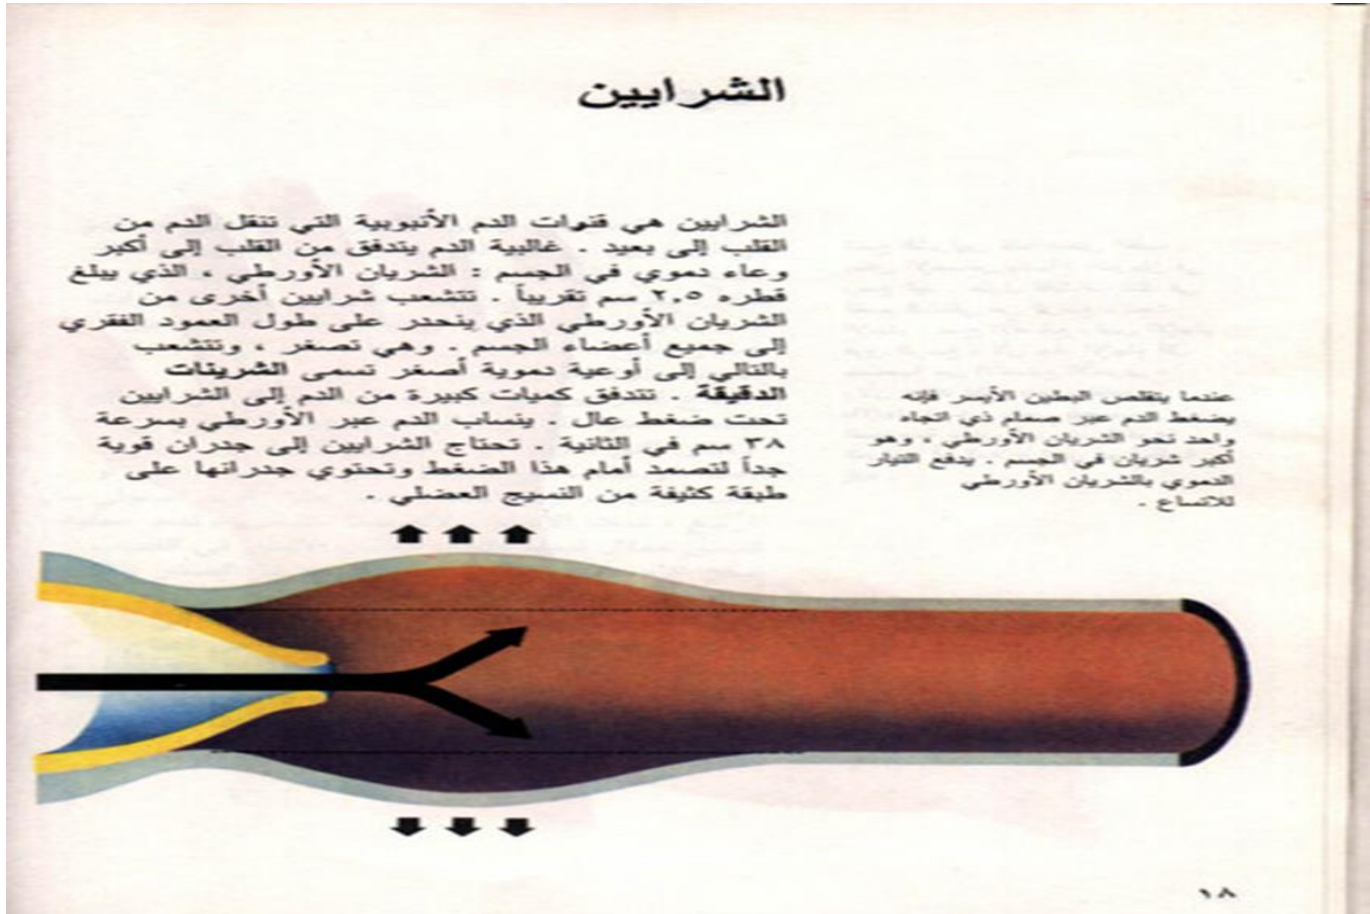 الشرايين
الشرايين هي قنوات الدم الأنبوبية التي تنقل الدم من
القلب إلى بعيد . غالبية الدم يتدفق من القلب إلى أكبر
وعاء دموي في الجسم : الشريان الأورطي ، الذي يبلغ
قطره ٢,٥ سم تقريباً . تتشعب شرايين أخرى من
الشريان الأورطي الذي ينحدر على طول العمود الفقري
إلى جميع أعضاء الجسم . وهي تصغر ، وتتشعب
بالتالي إلى أوعية دموية أصغر تسمى الشرينات
الدقيقة . تتدفق كميات كبيرة من الدم إلى الشرايين
تحت ضغط عال . ينساب الدم عبر الأورطي بسرعة
٣٨ سم في الثانية . تحتاج الشرايين إلى جدران قوية
جداً لتصمد أمام هذا الضغط وتحتوي جدرانها على
طبقة كثيفة من النسيج العضلي .
عندما يتقلص البطين الأيسر فإنه
يضغط الدم عبر صمام ذي اتجاه
واحد نحو الشريان الأورطي ، وهو
أكبر شريان في الجسم . يدفع التيار
الدموي بالشريان الأورطي
للاتساع .
١٨